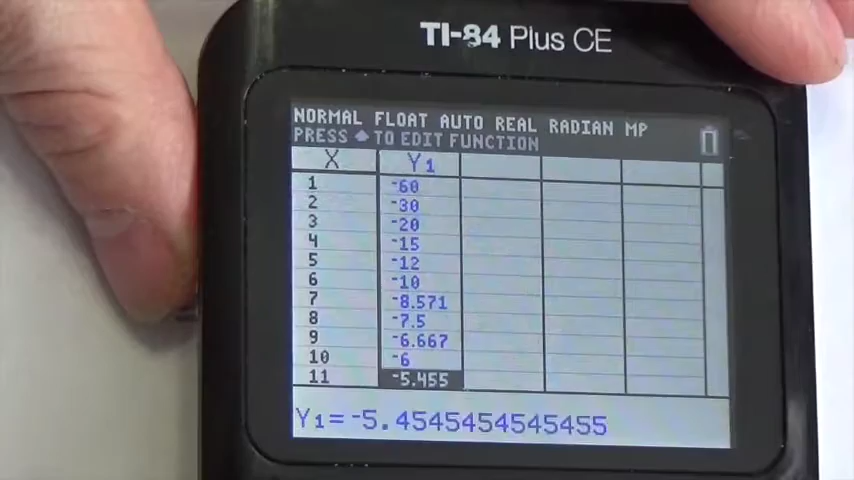 TI-84 Plus CE
NORMAL FLOAT AUTO REAL RADIAN MP
PRESS TO EDIT FUNCTION
X Y1
1 -60
2 -30
3 -20
4 -15
5 -12
6 -10
7 -8.571
8 -7.5
9 -6.667
10 -6
11 -5.455
Y1=-5.4545454545455